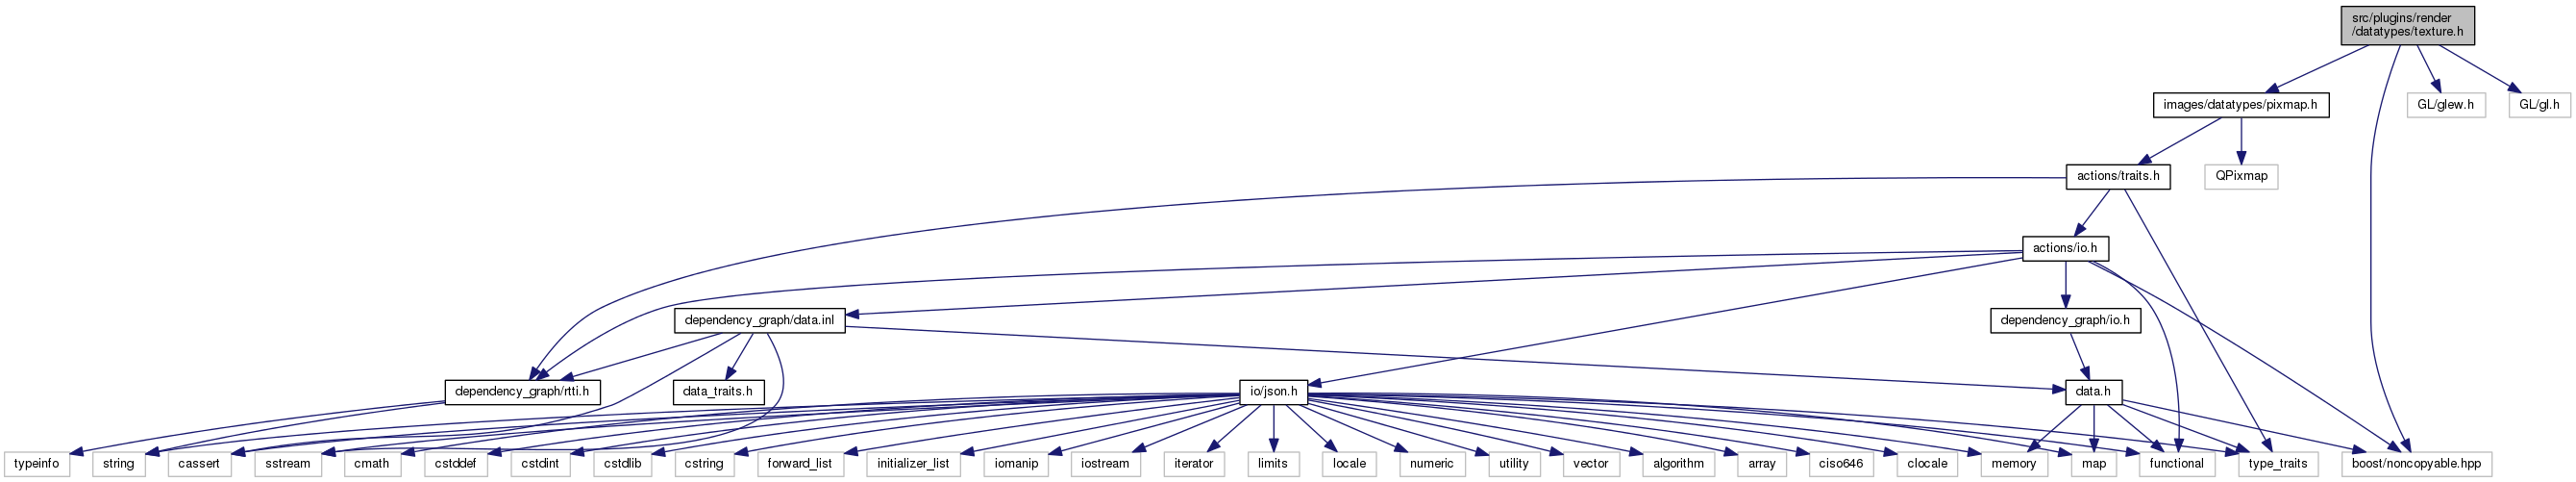 src/plugins/render
/datatypes/texture.h
images/datatypes/pixmap.h
GL/glew.h
GL/gl.h
actions/traits.h
QPixmap
actions/io.h
dependency_graph/data.inl
dependency_graph/io.h
dependency_graph/rtti.h
data_traits.h
io/json.h
data.h
typeinfo
string
cassert
sstream
cmath
cstddef
cstdint
cstdlib
cstring
forward_list
initializer_list
iomanip
iostream
iterator
limits
locale
numeric
utility
vector
algorithm
array
ciso646
clocale
memory
map
functional
type_traits
boost/noncopyable.hpp